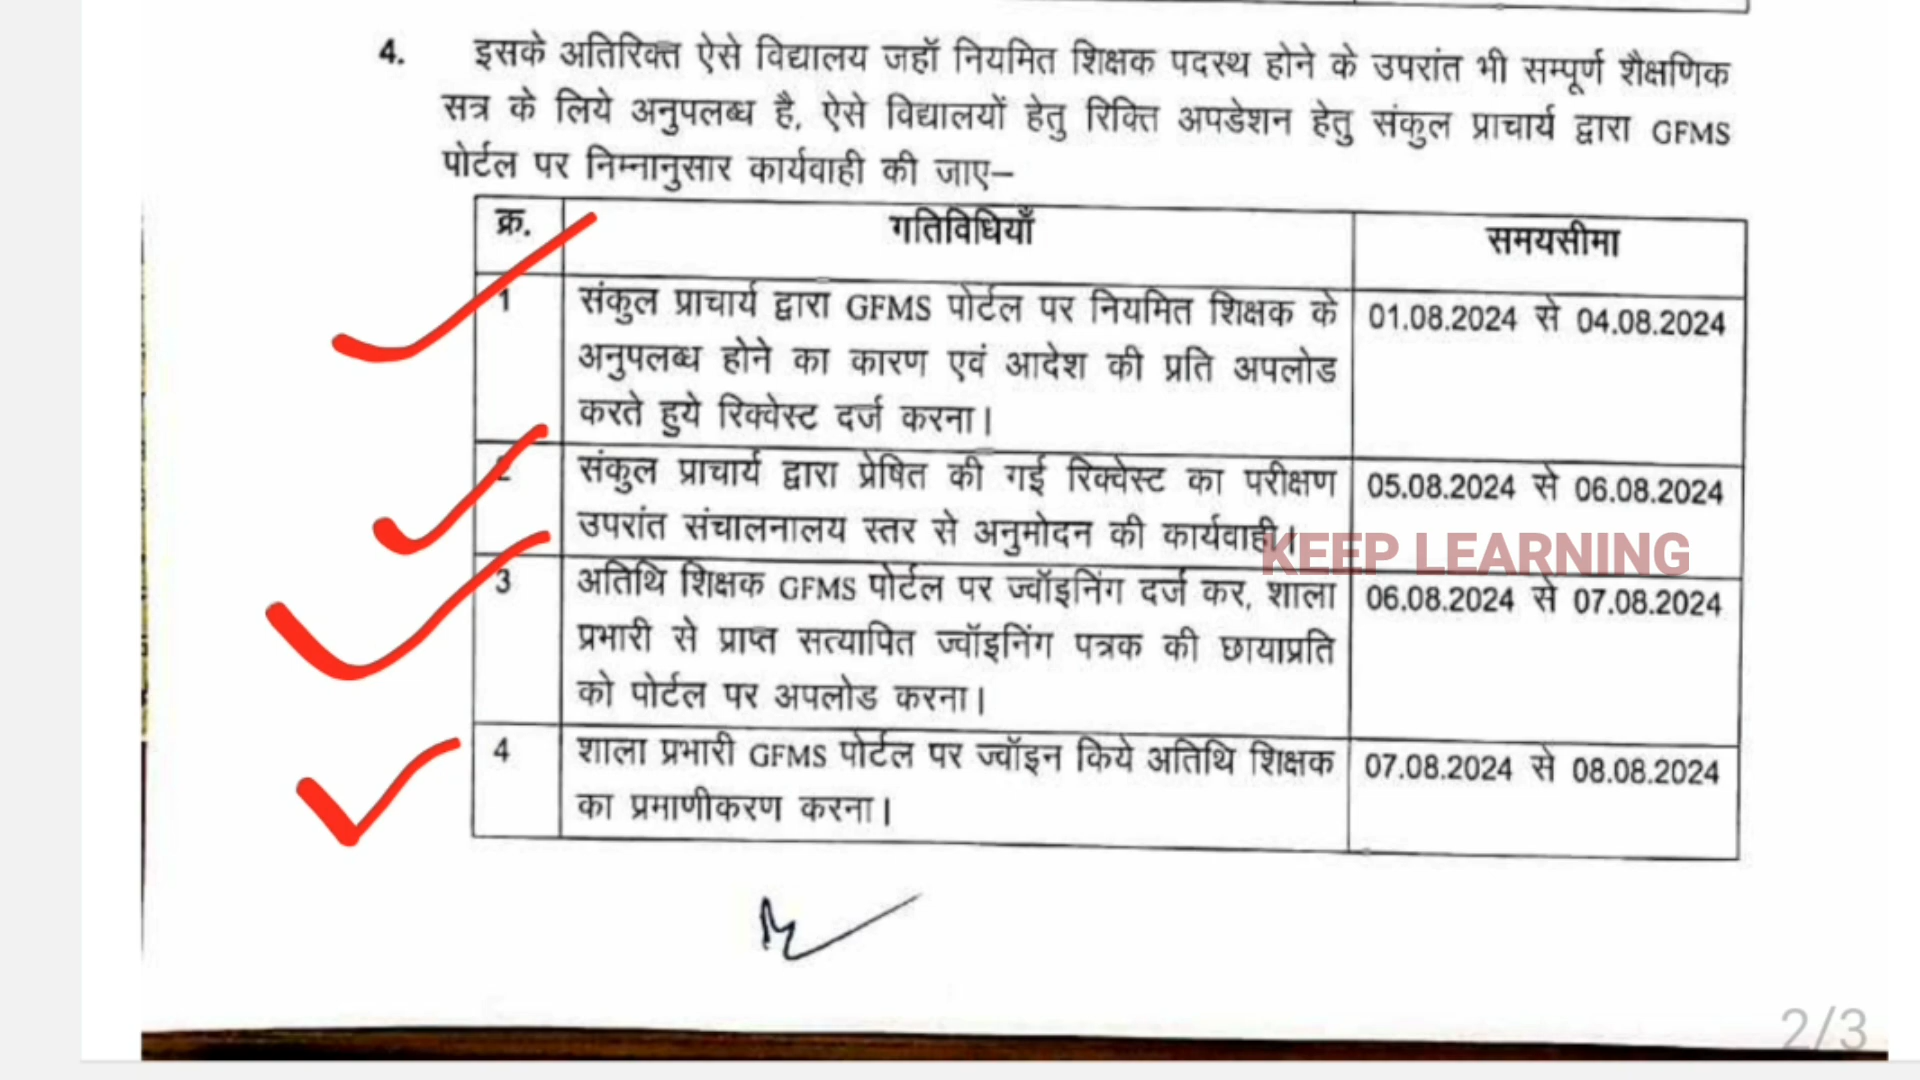 4. इसके अतिरिक्त ऐसे विद्यालय जहॉ नियमित शिक्षक पदस्थ होने के उपरांत भी सम्पूर्ण शैक्षणिक
सत्र के लिये अनुपलब्ध है, ऐसे विद्यालयों हेतु रिक्ति अपडेशन हेतु संकुल प्राचार्य द्वारा GFMS
पोर्टल पर निम्नानुसार कार्यवाही की जाए–
क्र. गतिविधियॉं समयसीमा
1 संकुल प्राचार्य द्वारा GFMS पोर्टल पर नियमित शिक्षक के 01.08.2024 से 04.08.2024
अनुपलब्ध होने का कारण एवं आदेश की प्रति अपलोड
करते हुये रिक्वेस्ट दर्ज करना।
2 संकुल प्राचार्य द्वारा प्रेषित की गई रिक्वेस्ट का परीक्षण 05.08.2024 से 06.08.2024
उपरांत संचालनालय स्तर से अनुमोदन की कार्यवाही।
KEEP LEARNING
3 अतिथि शिक्षक GFMS पोर्टल पर ज्वॉइनिंग दर्ज कर, शाला 06.08.2024 से 07.08.2024
प्रभारी से प्राप्त सत्यापित ज्वॉइनिंग पत्रक की छायाप्रति
को पोर्टल पर अपलोड करना।
4 शाला प्रभारी GFMS पोर्टल पर ज्वॉइन किये अतिथि शिक्षक 07.08.2024 से 08.08.2024
का प्रमाणीकरण करना।
2/3